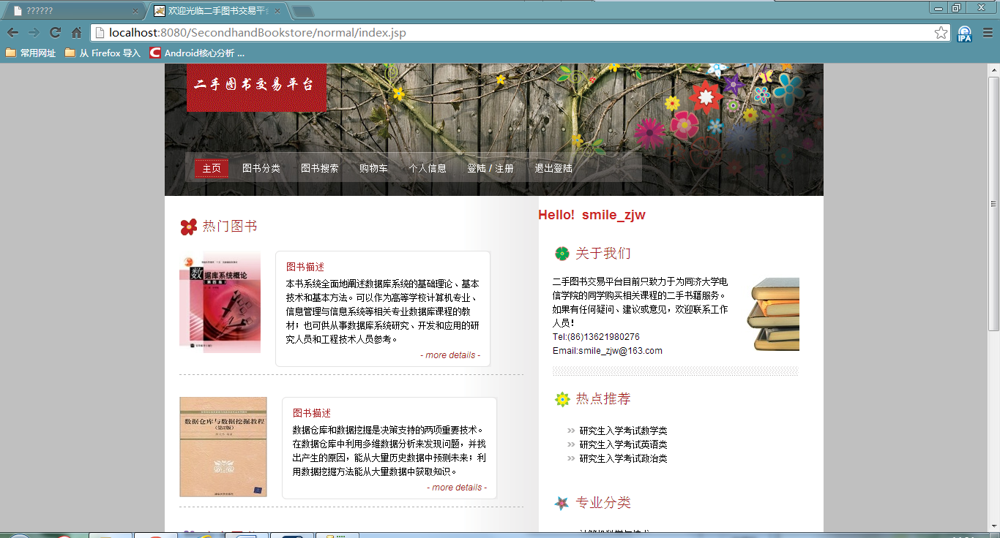 ??????
欢迎光临二手图书交易平
localhost:8080/SecondhandBookstore/normal/index.jsp
常用网址
从 Firefox 导入
Android核心分析 ...
二手图书交易平台
主页 图书分类 图书搜索 购物车 个人信息 登陆 / 注册 退出登陆
Hello! smile_zjw
热门图书
数据库系统概论
图书描述
本书系统全面地阐述数据库系统的基础理论、基本
技术和基本方法。可以作为高等学校计算机专业、
信息管理与信息系统等相关专业数据库课程的教
材；也可供从事数据库系统研究、开发和应用的研
究人员和工程技术人员参考。
- more details -
数据仓库与数据挖掘教程
（第2版）
图书描述
数据仓库和数据挖掘是决策支持的两项重要技术。
在数据仓库中利用多维数据分析来发现问题，并找
出产生的原因，能从大量历史数据中预测未来；利
用数据挖掘方法能从大量数据中获取知识。
- more details -
关于我们
二手图书交易平台目前只致力于为同济大学电
信学院的同学购买相关课程的二手书籍服务。
如果有任何疑问、建议或意见，欢迎联系工作
人员！
Tel:(86)13621980276
Email:smile_zjw@163.com
热点推荐
研究生入学考试数学类
研究生入学考试英语类
研究生入学考试政治类
专业分类